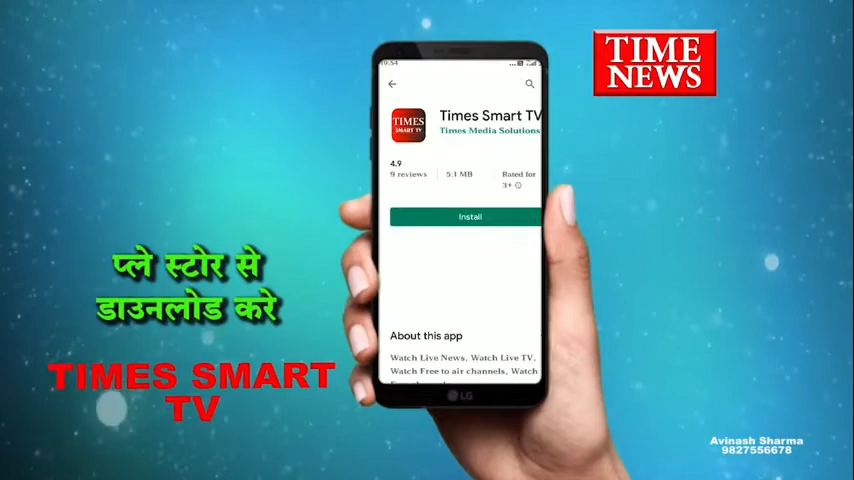 TIME
NEWS
19:54
Times Smart TV
Times Media Solutions
TIMES
SMART TV
4.9
9 reviews
5.1 MB
Rated for
3+
Install
About this app
Watch Live News, Watch Live TV,
Watch Free to air channels, Watch
प्ले स्टोर से
डाउनलोड करे
TIMES SMART
TV
LG
Avinash Sharma
9827556678